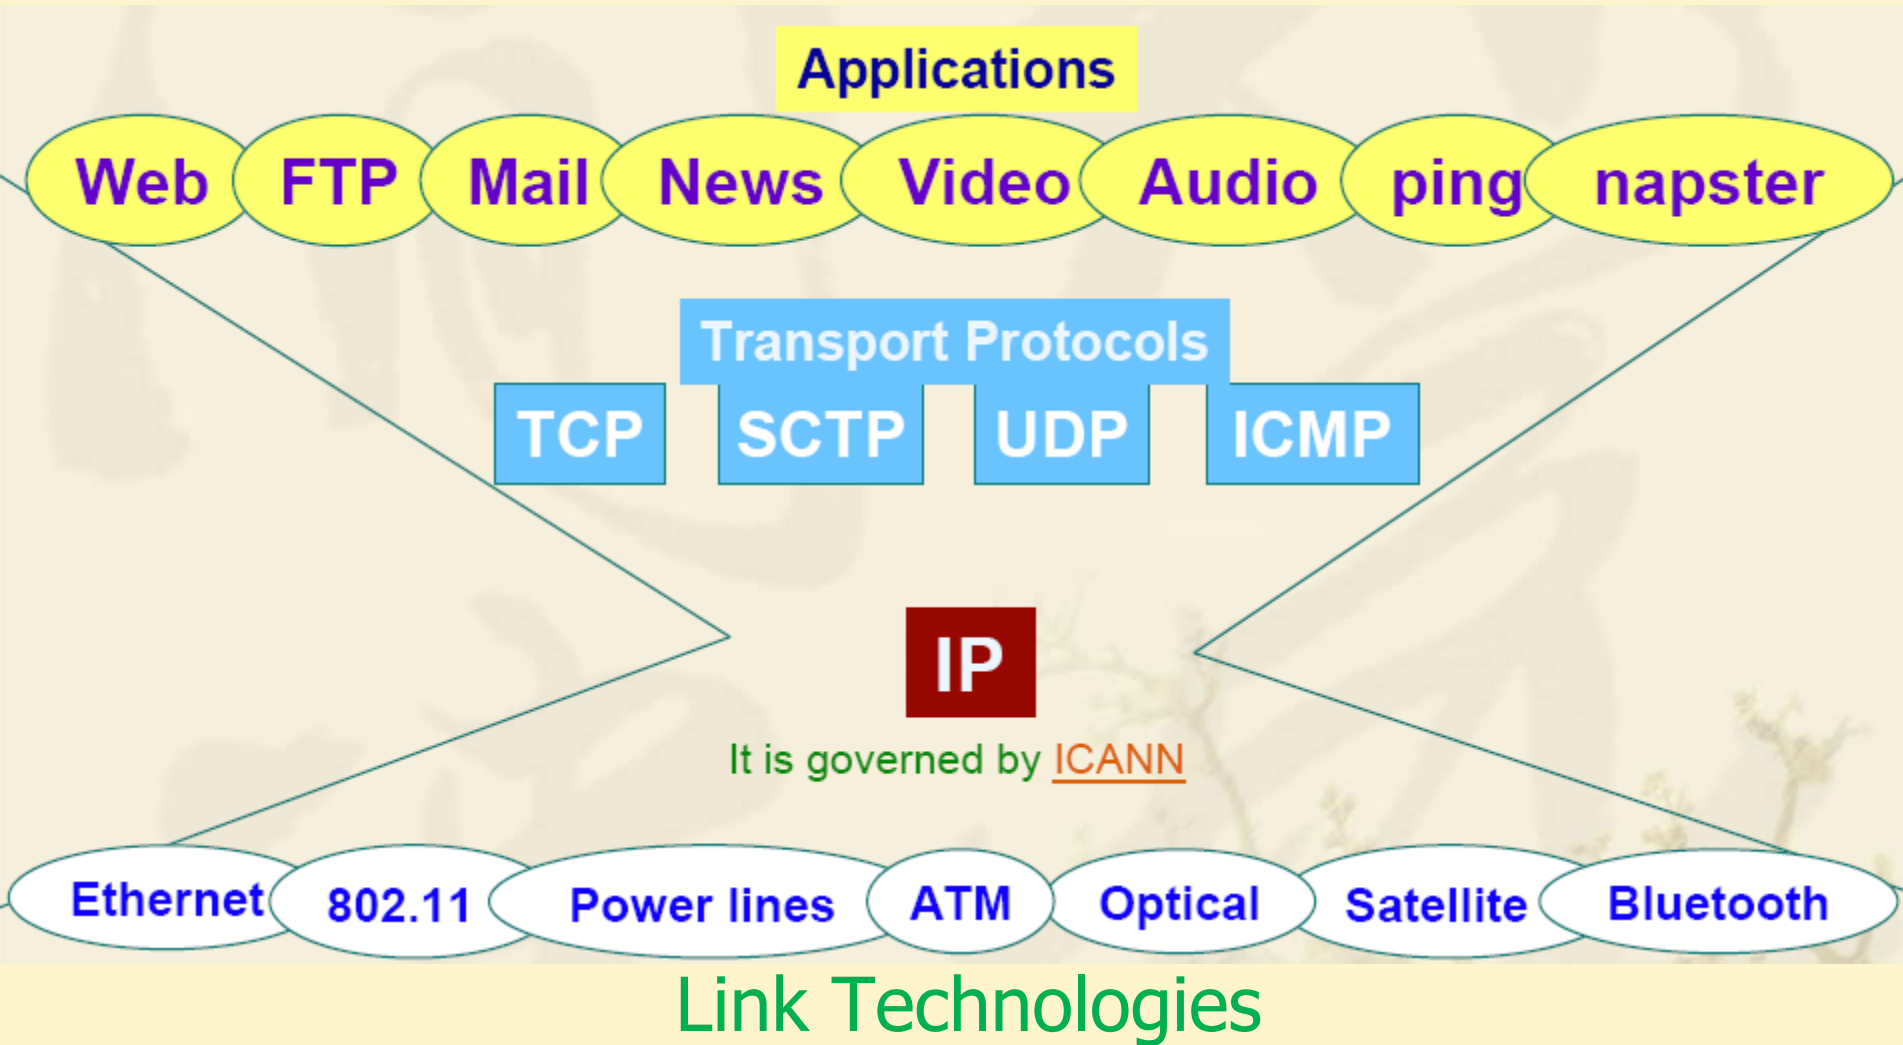 Applications
Web FTP Mail News Video Audio ping napster
Transport Protocols
TCP SCTP UDP ICMP
IP
It is governed by ICANN
Ethernet 802.11 Power lines ATM Optical Satellite Bluetooth
Link Technologies